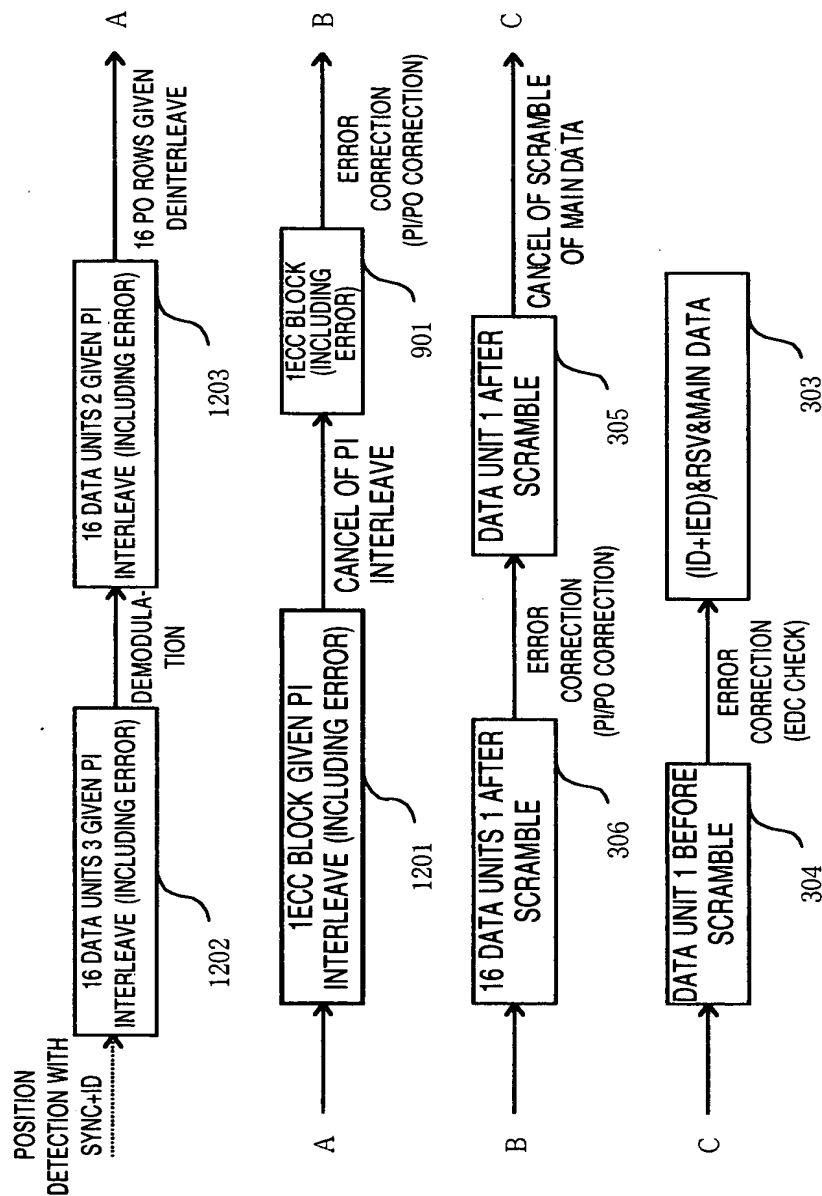 POSITION
DETECTION WITH
SYNC+ID
16 DATA UNITS 3 GIVEN PI
INTERLEAVE (INCLUDING ERROR)
1202
DEMODULA-
TION
16 DATA UNITS 2 GIVEN PI
INTERLEAVE (INCLUDING ERROR)
1203
16 PO ROWS GIVEN
DEINTERLEAVE
A
A
1ECC BLOCK GIVEN PI
INTERLEAVE (INCLUDING ERROR)
1201
CANCEL OF PI
INTERLEAVE
1ECC BLOCK
(INCLUDING
ERROR)
901
ERROR
CORRECTION
(PI/PO CORRECTION)
B
B
16 DATA UNITS 1 AFTER
SCRAMBLE
306
ERROR
CORRECTION
(PI/PO CORRECTION)
DATA UNIT 1 AFTER
SCRAMBLE
305
CANCEL OF SCRAMBLE
OF MAIN DATA
C
C
DATA UNIT 1 BEFORE
SCRAMBLE
304
ERROR
CORRECTION
(EDC CHECK)
(ID+IED)&RSV&MAIN DATA
303